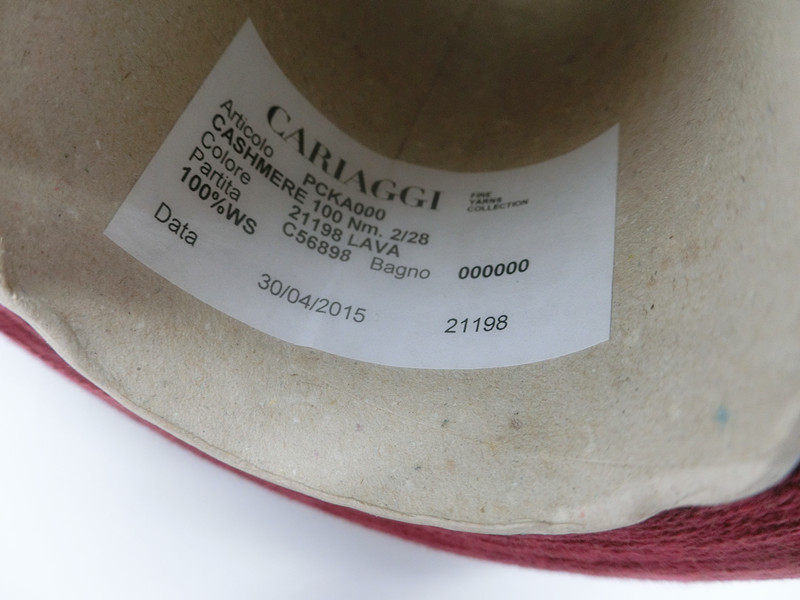 CARIAGGI
FINE
YARNS
COLLECTION
Articolo PCKA000
CASHMERE 100 Nm. 2/28
Colore 21198 LAVA
Partita C56898 Bagno 000000
100%WS
Data 30/04/2015 21198